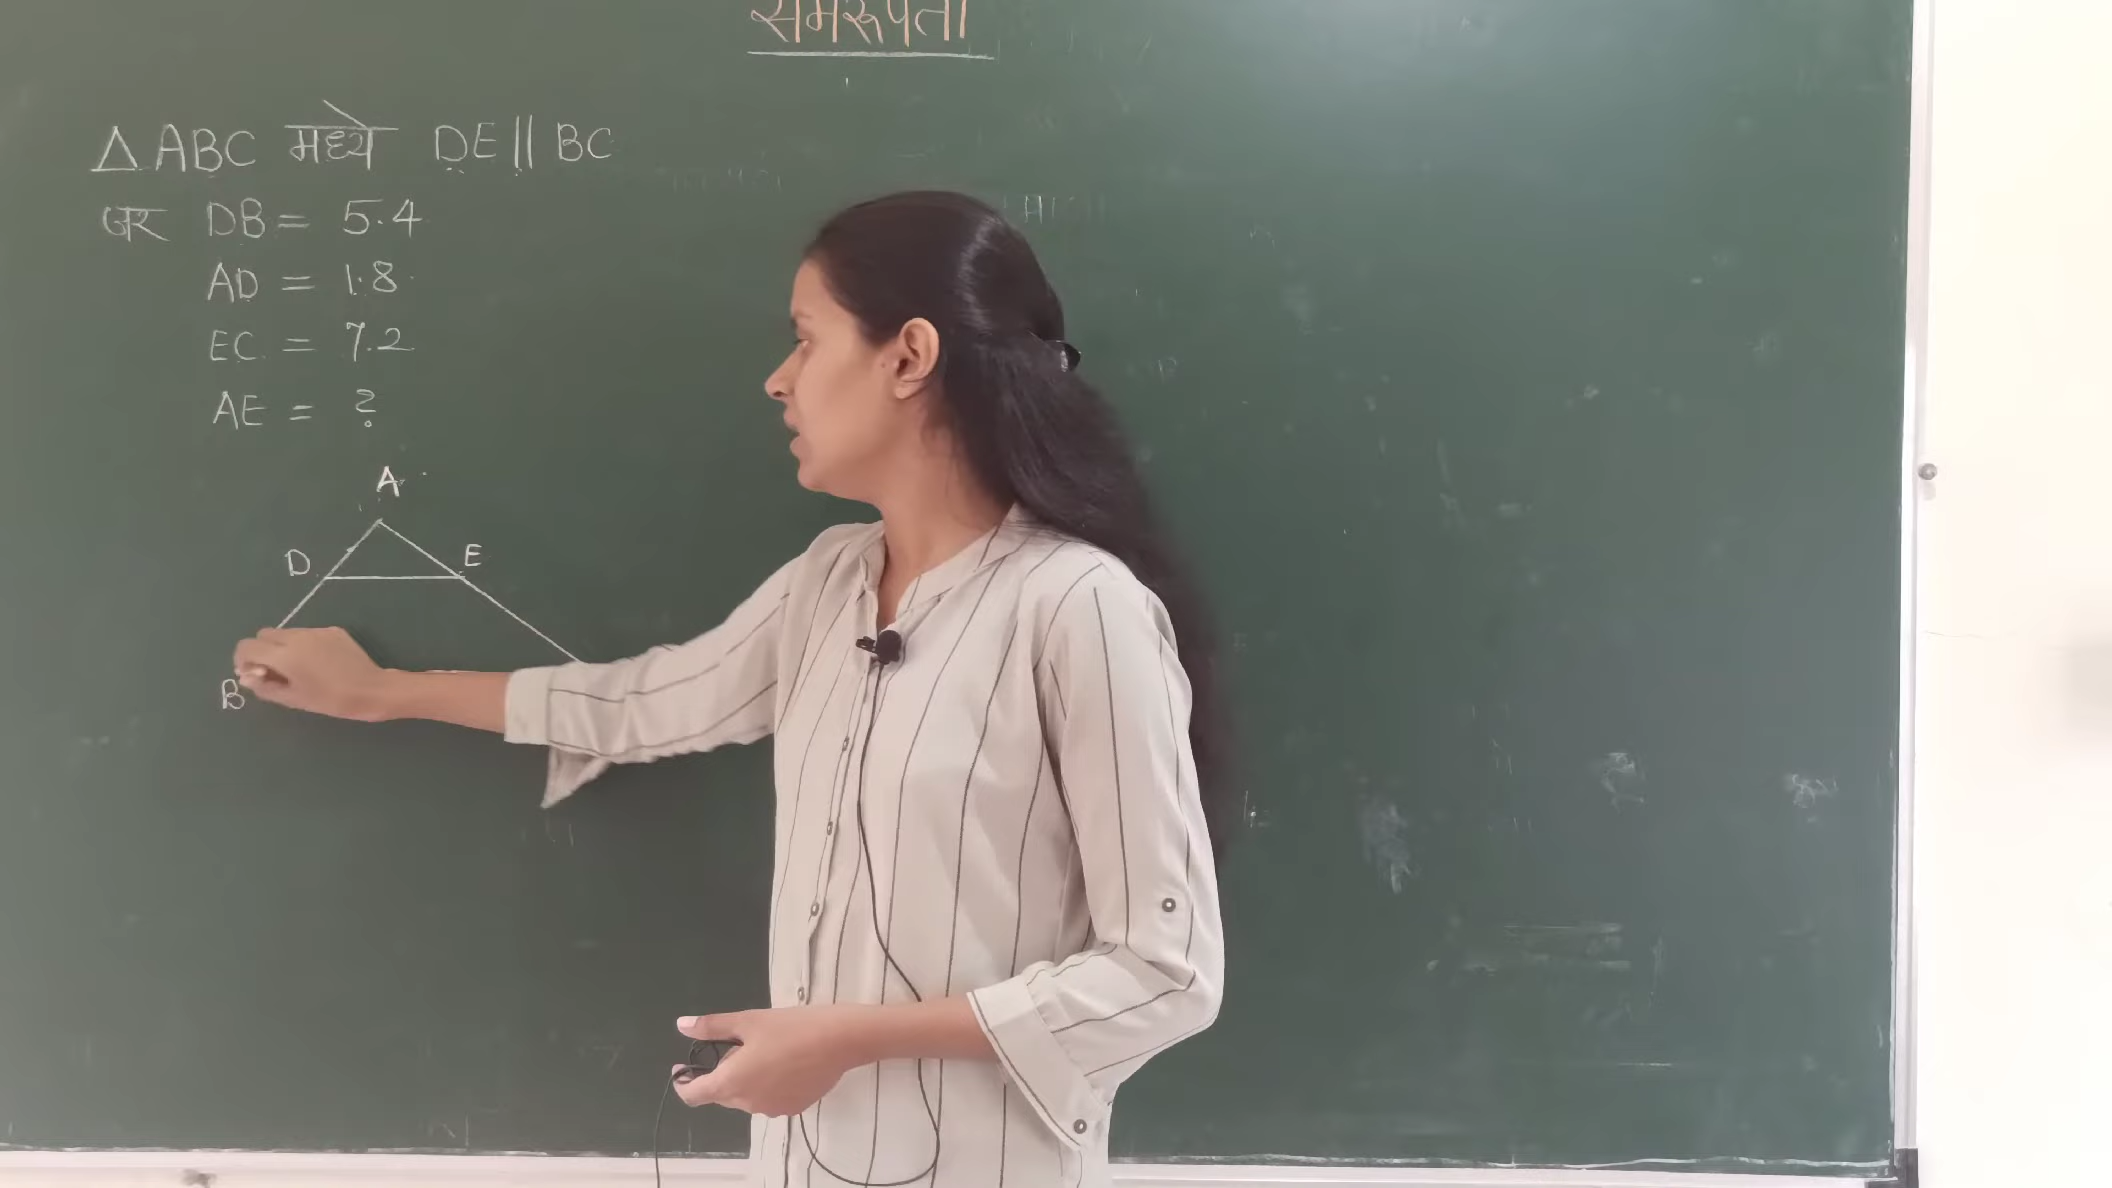 समरूपता
△ ABC मध्ये DE || BC
जर DB = 5.4
AD = 1.8
EC = 7.2
AE = ?
A
D E
B